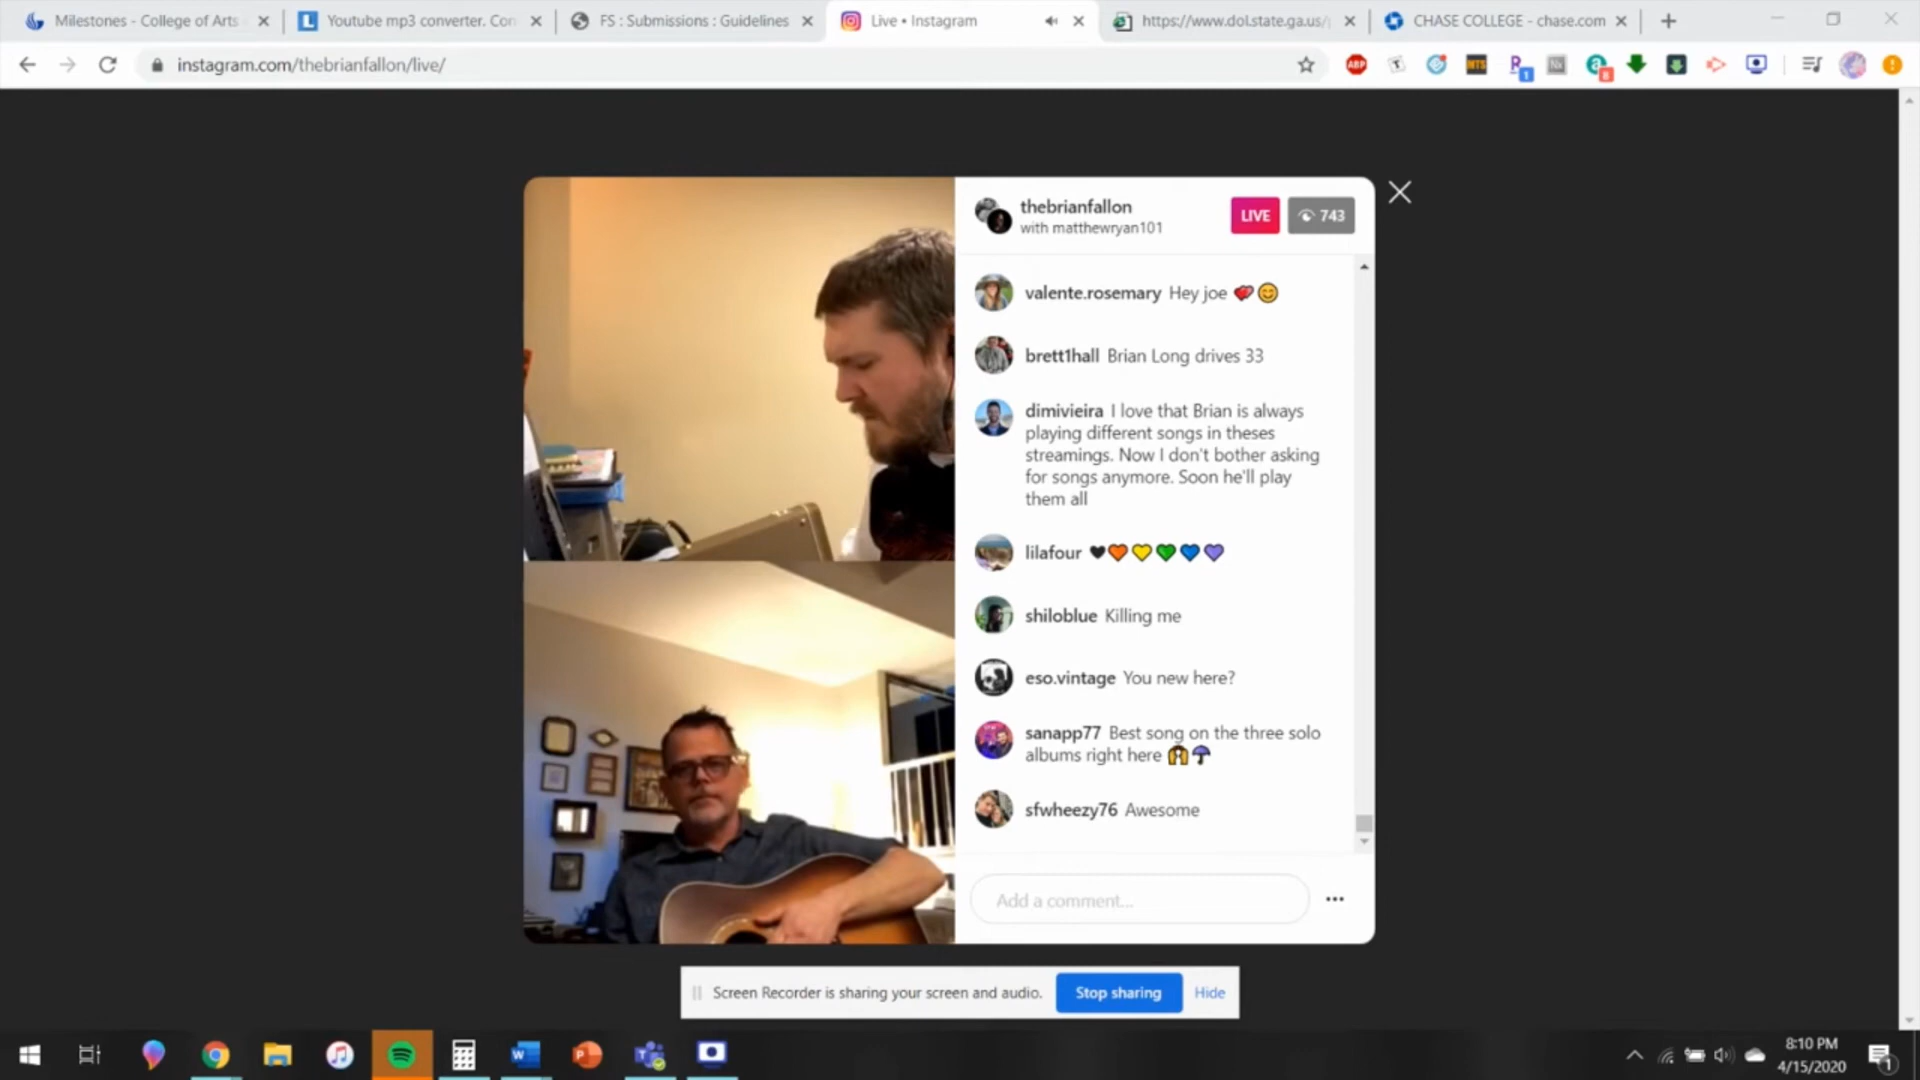 Milestones - College of Arts
Youtube mp3 converter. Con
FS : Submissions : Guidelines
Live • Instagram
https://www.dol.state.ga.us/
CHASE COLLEGE - chase.com
instagram.com/thebrianfallon/live/
ABP
MTS
1
8
thebrianfallon
with matthewryan101
LIVE
743
valente.rosemary Hey joe 💕😊
brett1hall Brian Long drives 33
dimivieira I love that Brian is always
playing different songs in theses
streamings. Now I don't bother asking
for songs anymore. Soon he'll play
them all
lilafour 🖤🧡💛💚💙💜
shiloblue Killing me
eso.vintage You new here?
sanapp77 Best song on the three solo
albums right here 🙌☂
sfwheezy76 Awesome
Add a comment...
Screen Recorder is sharing your screen and audio.
Stop sharing
Hide
8:10 PM
4/15/2020
1